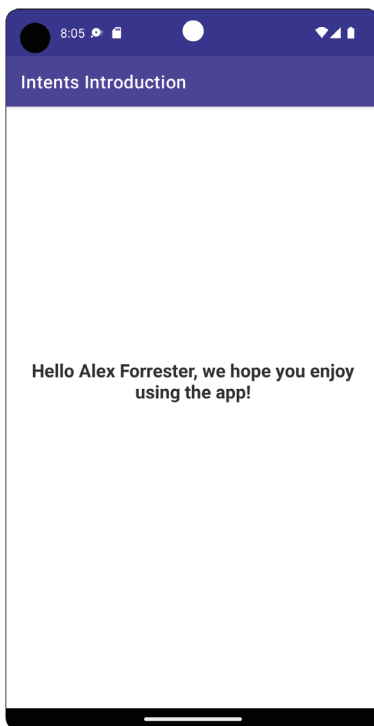 8:05
Intents Introduction
Hello Alex Forrester, we hope you enjoy
using the app!